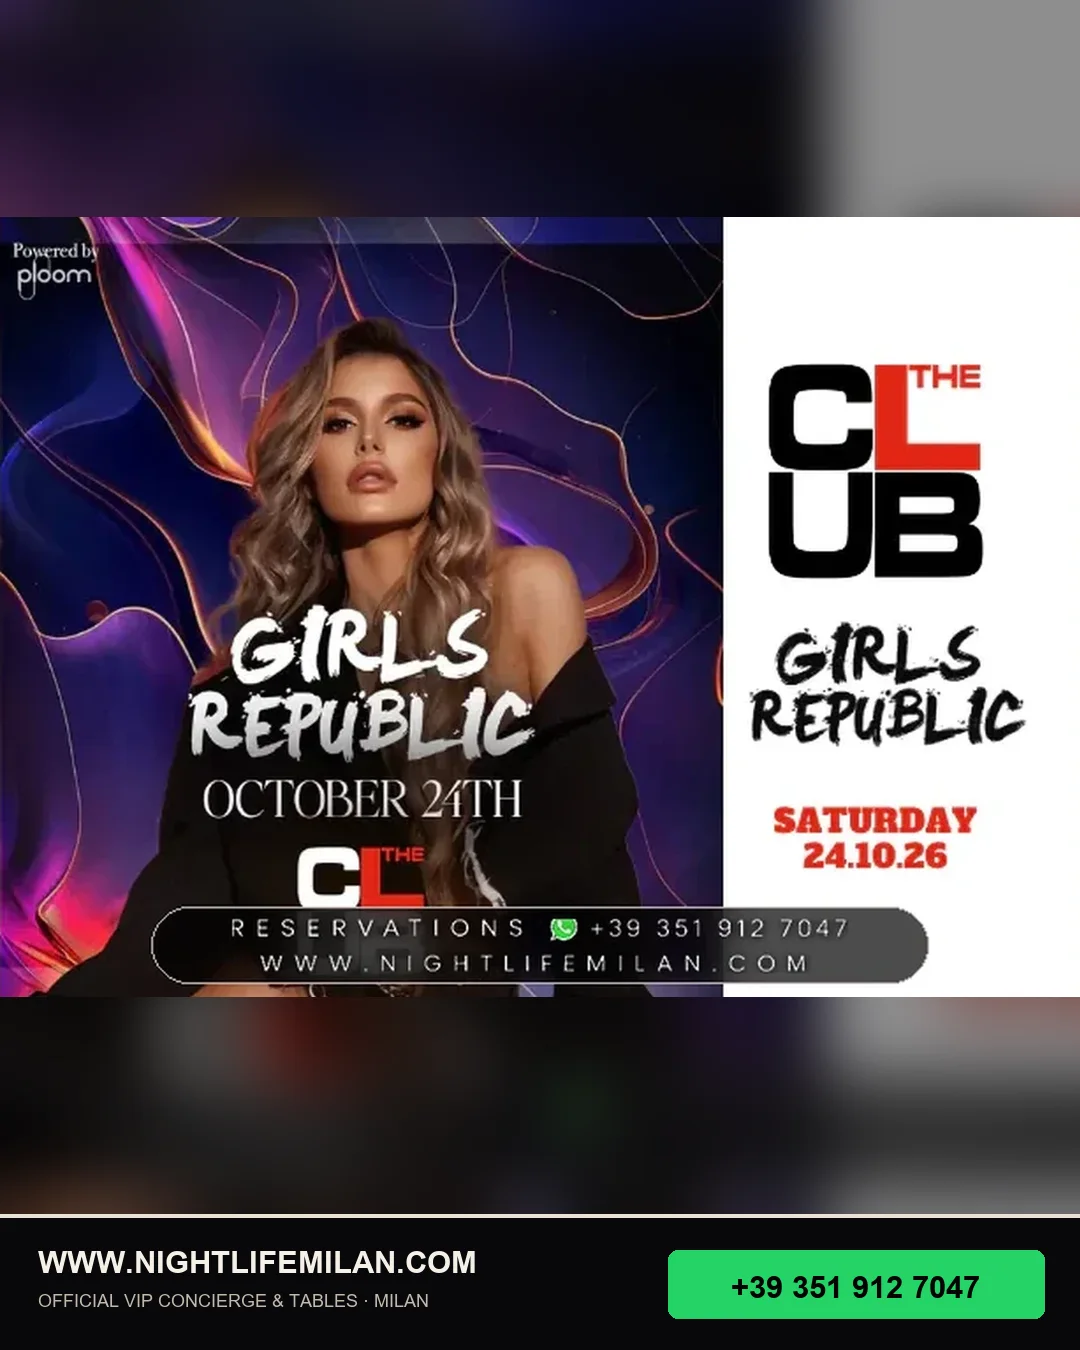 Powered by
ploom
GIRLS
REPUBLIC
OCTOBER 24TH
THE
CL
THE
CL
UB
GIRLS
REPUBLIC
SATURDAY
24.10.26
RESERVATIONS +39 351 912 7047
WWW.NIGHTLIFEMILAN.COM
WWW.NIGHTLIFEMILAN.COM
OFFICIAL VIP CONCIERGE & TABLES · MILAN
+39 351 912 7047